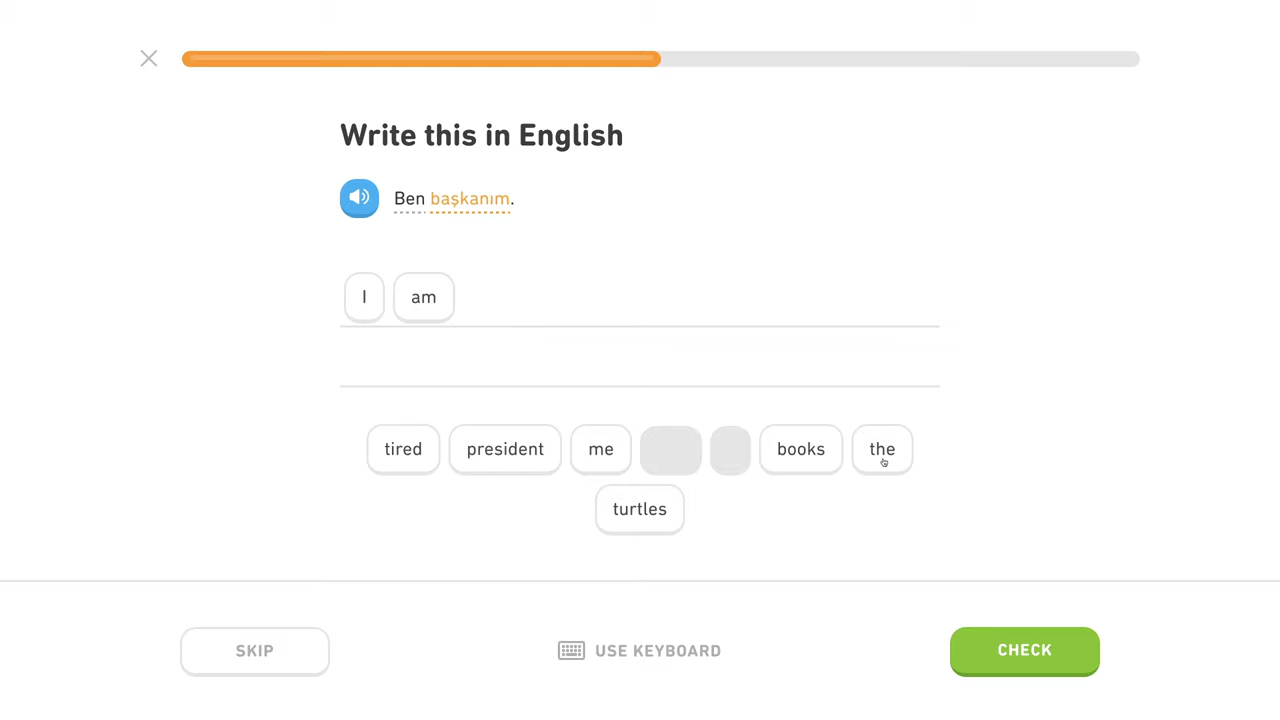 Write this in English
Ben başkanım.
I am
tired president me books the
turtles
SKIP USE KEYBOARD CHECK